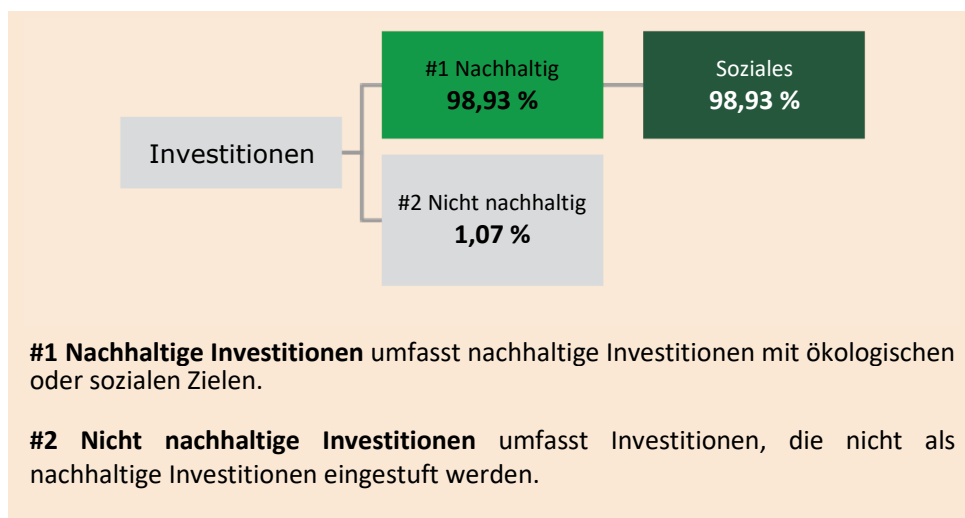 #1 Nachhaltig
98,93 %
Soziales
98,93 %
Investitionen
#2 Nicht nachhaltig
1,07 %
#1 Nachhaltige Investitionen umfasst nachhaltige Investitionen mit ökologischen
oder sozialen Zielen.
#2 Nicht nachhaltige Investitionen umfasst Investitionen, die nicht als
nachhaltige Investitionen eingestuft werden.